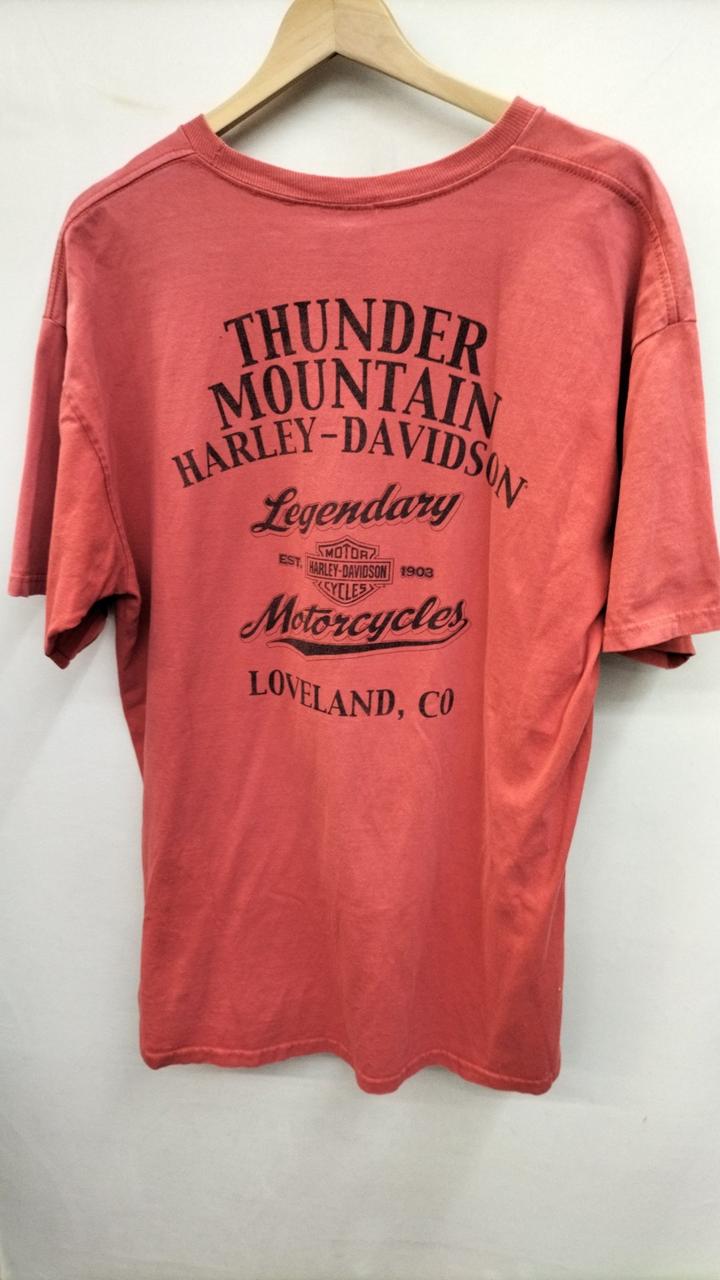 THUNDER
MOUNTAIN
HARLEY-DAVIDSON
Legendary
EST. MOTOR HARLEY-DAVIDSON CYCLES 1903
Motorcycles
LOVELAND, CO